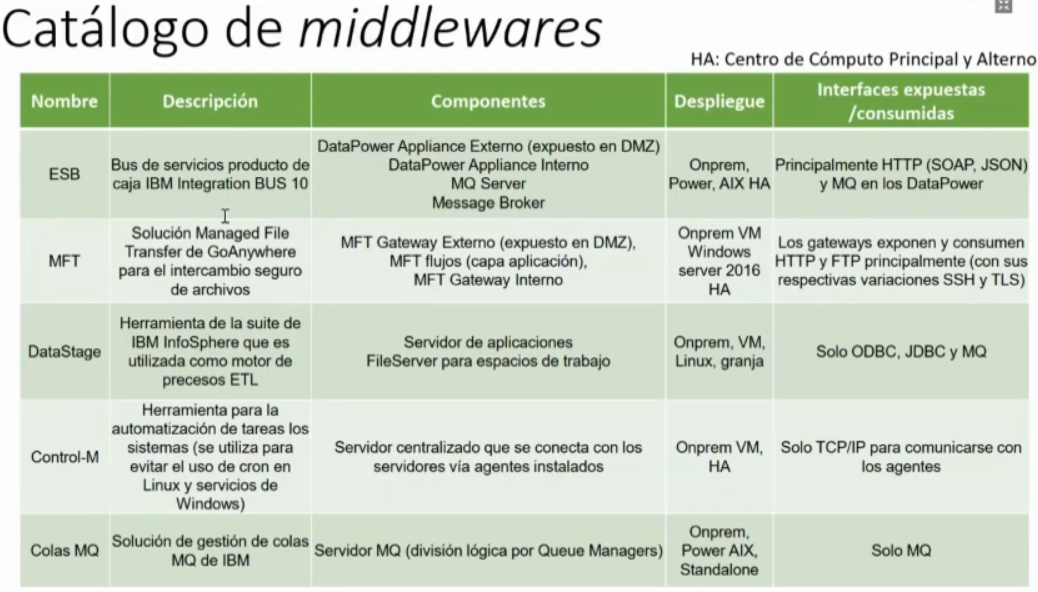 Catálogo de middlewares
HA: Centro de Cómputo Principal y Alterno
Nombre
Descripción
Componentes
Despliegue
Interfaces expuestas
/consumidas
ESB
Bus de servicios producto de
caja IBM Integration BUS 10
DataPower Appliance Externo (expuesto en DMZ)
DataPower Appliance Interno
MQ Server
Message Broker
Onprem,
Power, AIX HA
Principalmente HTTP (SOAP, JSON)
y MQ en los DataPower
MFT
Solución Managed File
Transfer de GoAnywhere
para el intercambio seguro
de archivos
MFT Gateway Externo (expuesto en DMZ),
MFT flujos (capa aplicación),
MFT Gateway Interno
Onprem VM
Windows
server 2016
HA
Los gateways exponen y consumen
HTTP y FTP principalmente (con sus
respectivas variaciones SSH y TLS)
DataStage
Herramienta de la suite de
IBM InfoSphere que es
utilizada como motor de
precesos ETL
Servidor de aplicaciones
FileServer para espacios de trabajo
Onprem, VM,
Linux, granja
Solo ODBC, JDBC y MQ
Control-M
Herramienta para la
automatización de tareas los
sistemas (se utiliza para
evitar el uso de cron en
Linux y servicios de
Windows)
Servidor centralizado que se conecta con los
servidores vía agentes instalados
Onprem VM,
HA
Solo TCP/IP para comunicarse con
los agentes
Colas MQ
Solución de gestión de colas
MQ de IBM
Servidor MQ (división lógica por Queue Managers)
Onprem,
Power AIX,
Standalone
Solo MQ